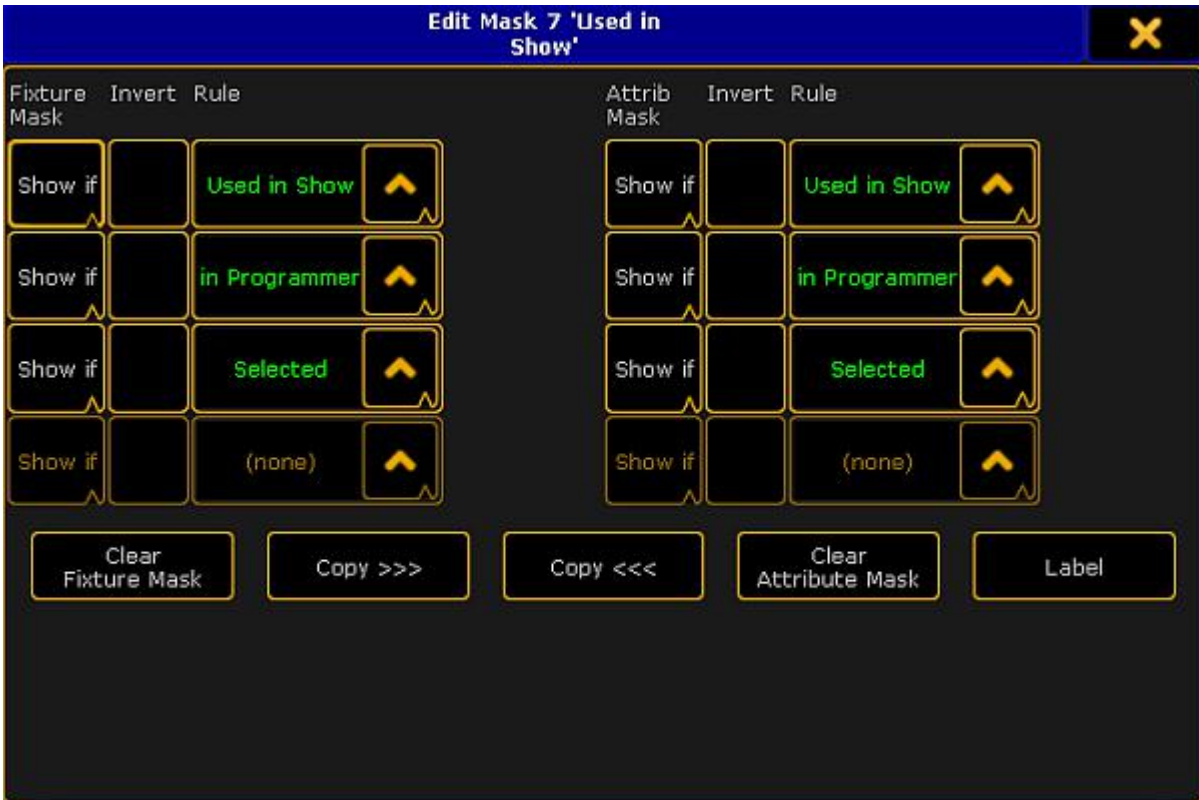 Edit Mask 7 'Used in
Show'
Fixture Invert Rule
Mask
Attrib Invert Rule
Mask
Show if Used in Show
Show if Used in Show
Show if in Programmer
Show if in Programmer
Show if Selected
Show if Selected
Show if (none)
Show if (none)
Clear
Fixture Mask
Copy >>>
Copy <<<
Clear
Attribute Mask
Label